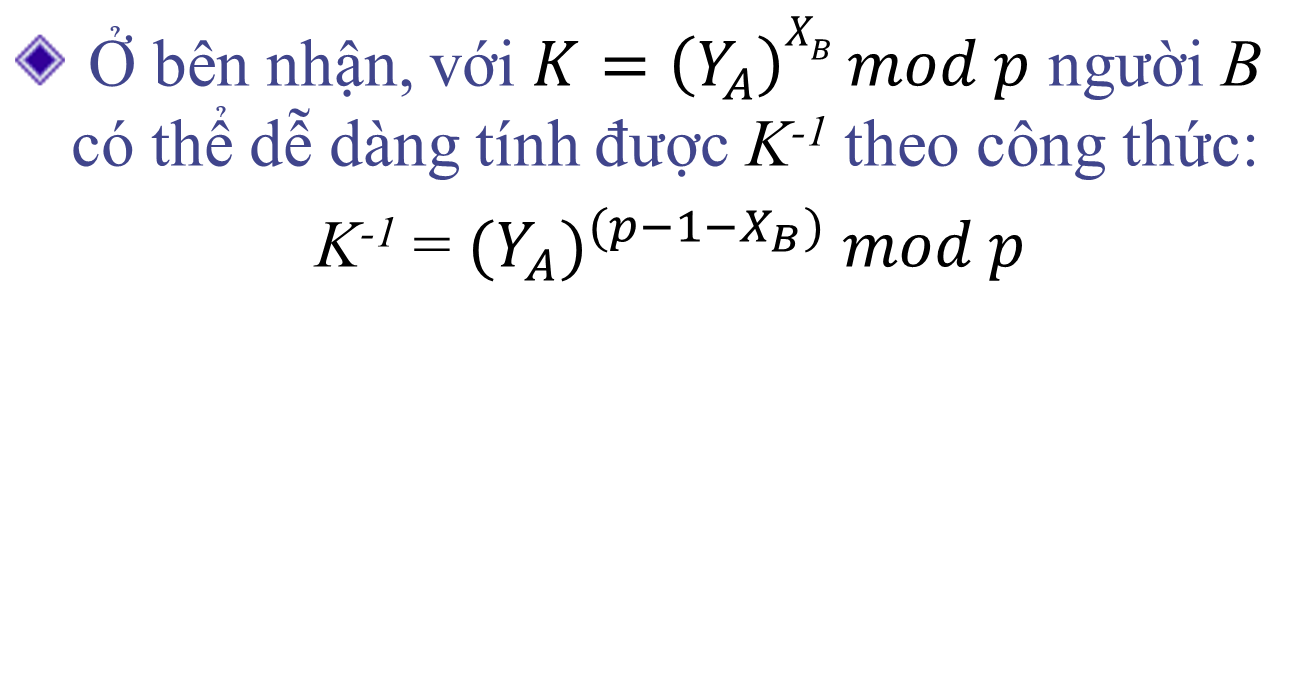 Ở bên nhận, với K = (Y_A)^{X_B} mod p người B
có thể dễ dàng tính được K^{-1} theo công thức:
K^{-1} = (Y_A)^{(p−1−X_B)} mod p